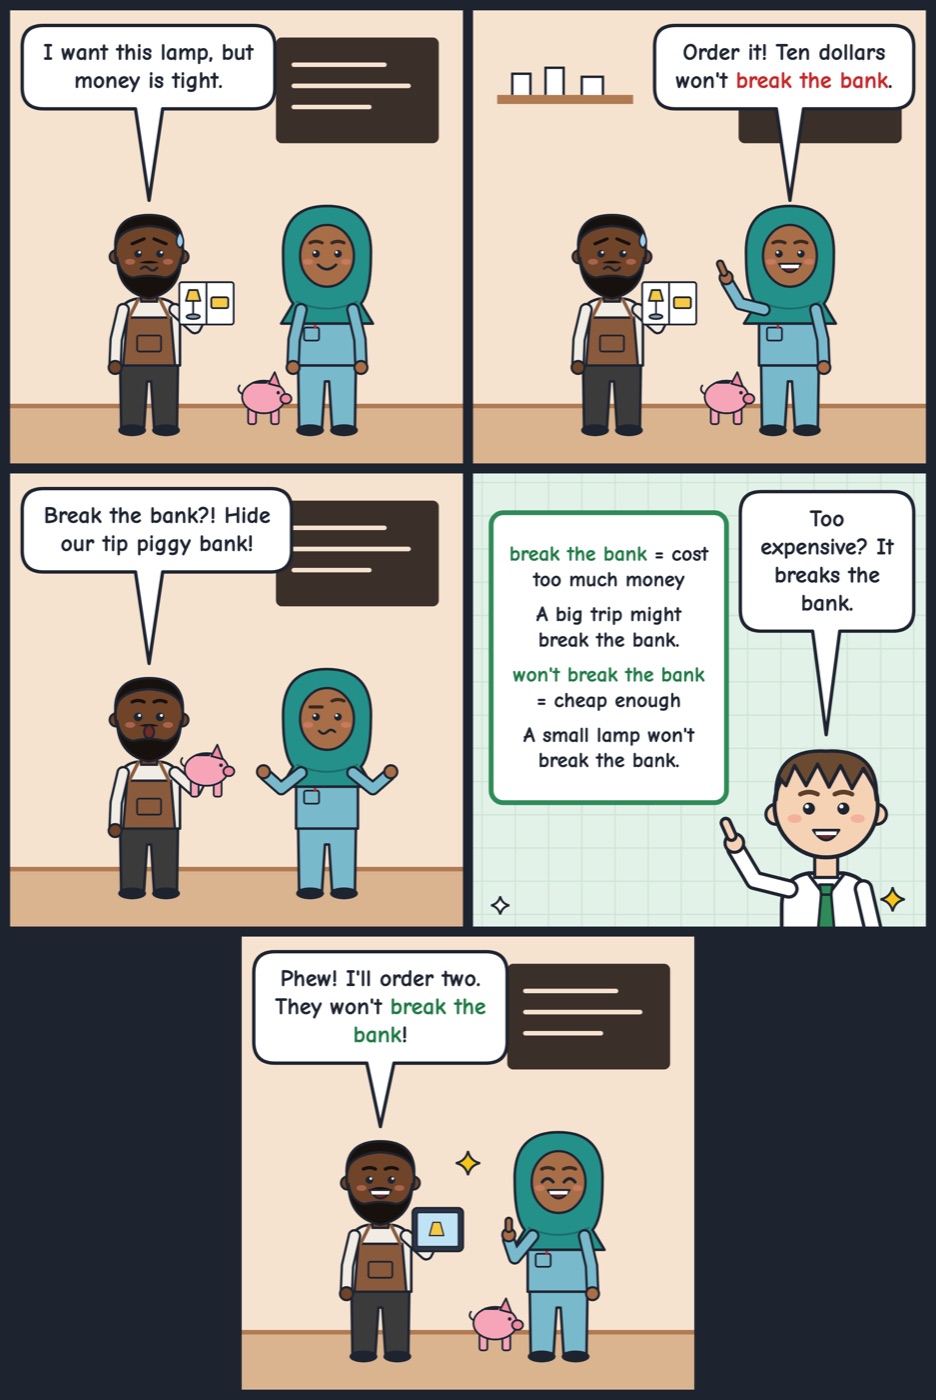 I want this lamp, but
money is tight.
Order it! Ten dollars
won't break the bank.
Break the bank?! Hide
our tip piggy bank!
break the bank = cost
too much money
A big trip might
break the bank.
won't break the bank
= cheap enough
A small lamp won't
break the bank.
Too
expensive? It
breaks the
bank.
Phew! I'll order two.
They won't break the
bank!